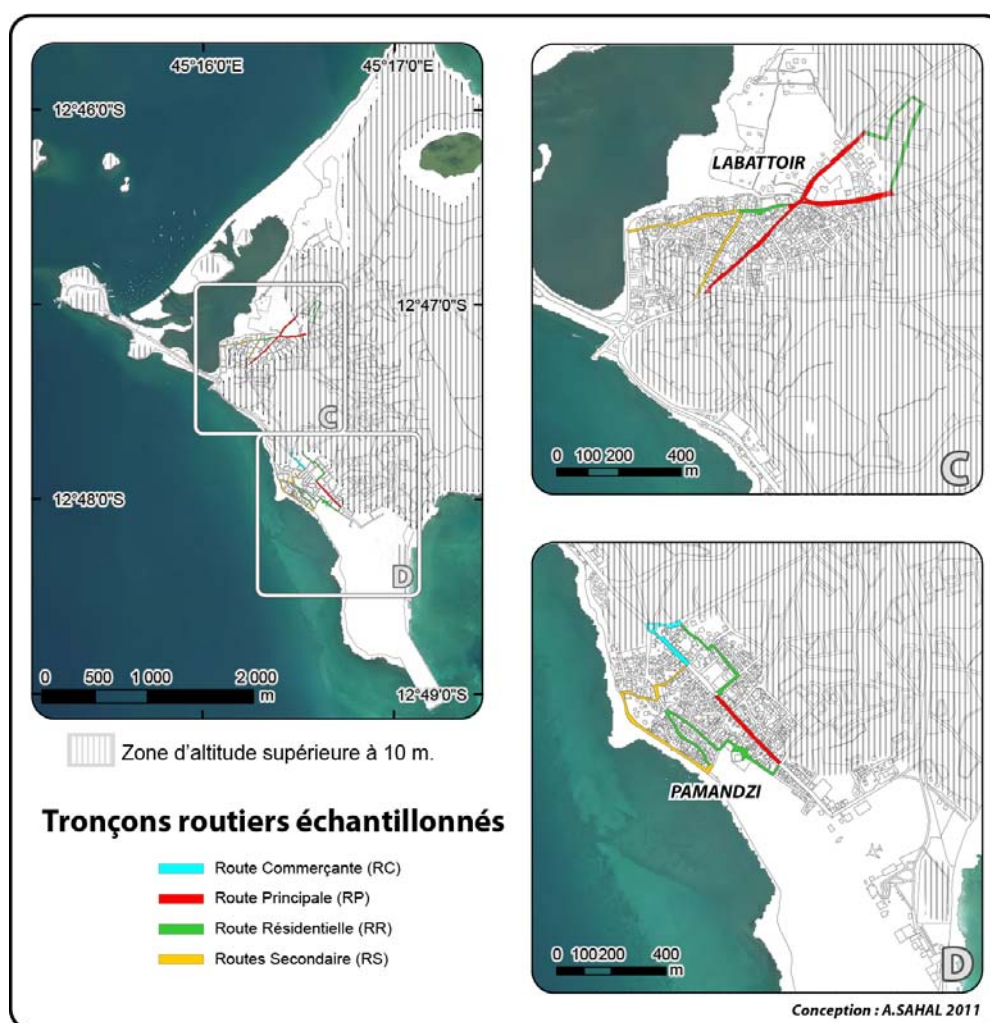 45°16'0"E 45°17'0"E
12°46'0"S
12°47'0"S
C
12°48'0"S
D
0 500 1 000 2 000
m
12°49'0"S
Zone d'altitude supérieure à 10 m.
Tronçons routiers échantillonnés
Route Commerçante (RC)
Route Principale (RP)
Route Résidentielle (RR)
Routes Secondaire (RS)
LABATTOIR
0 100 200 400
m
C
PAMANDZI
0 100 200 400
m
D
Conception : A.SAHAL 2011